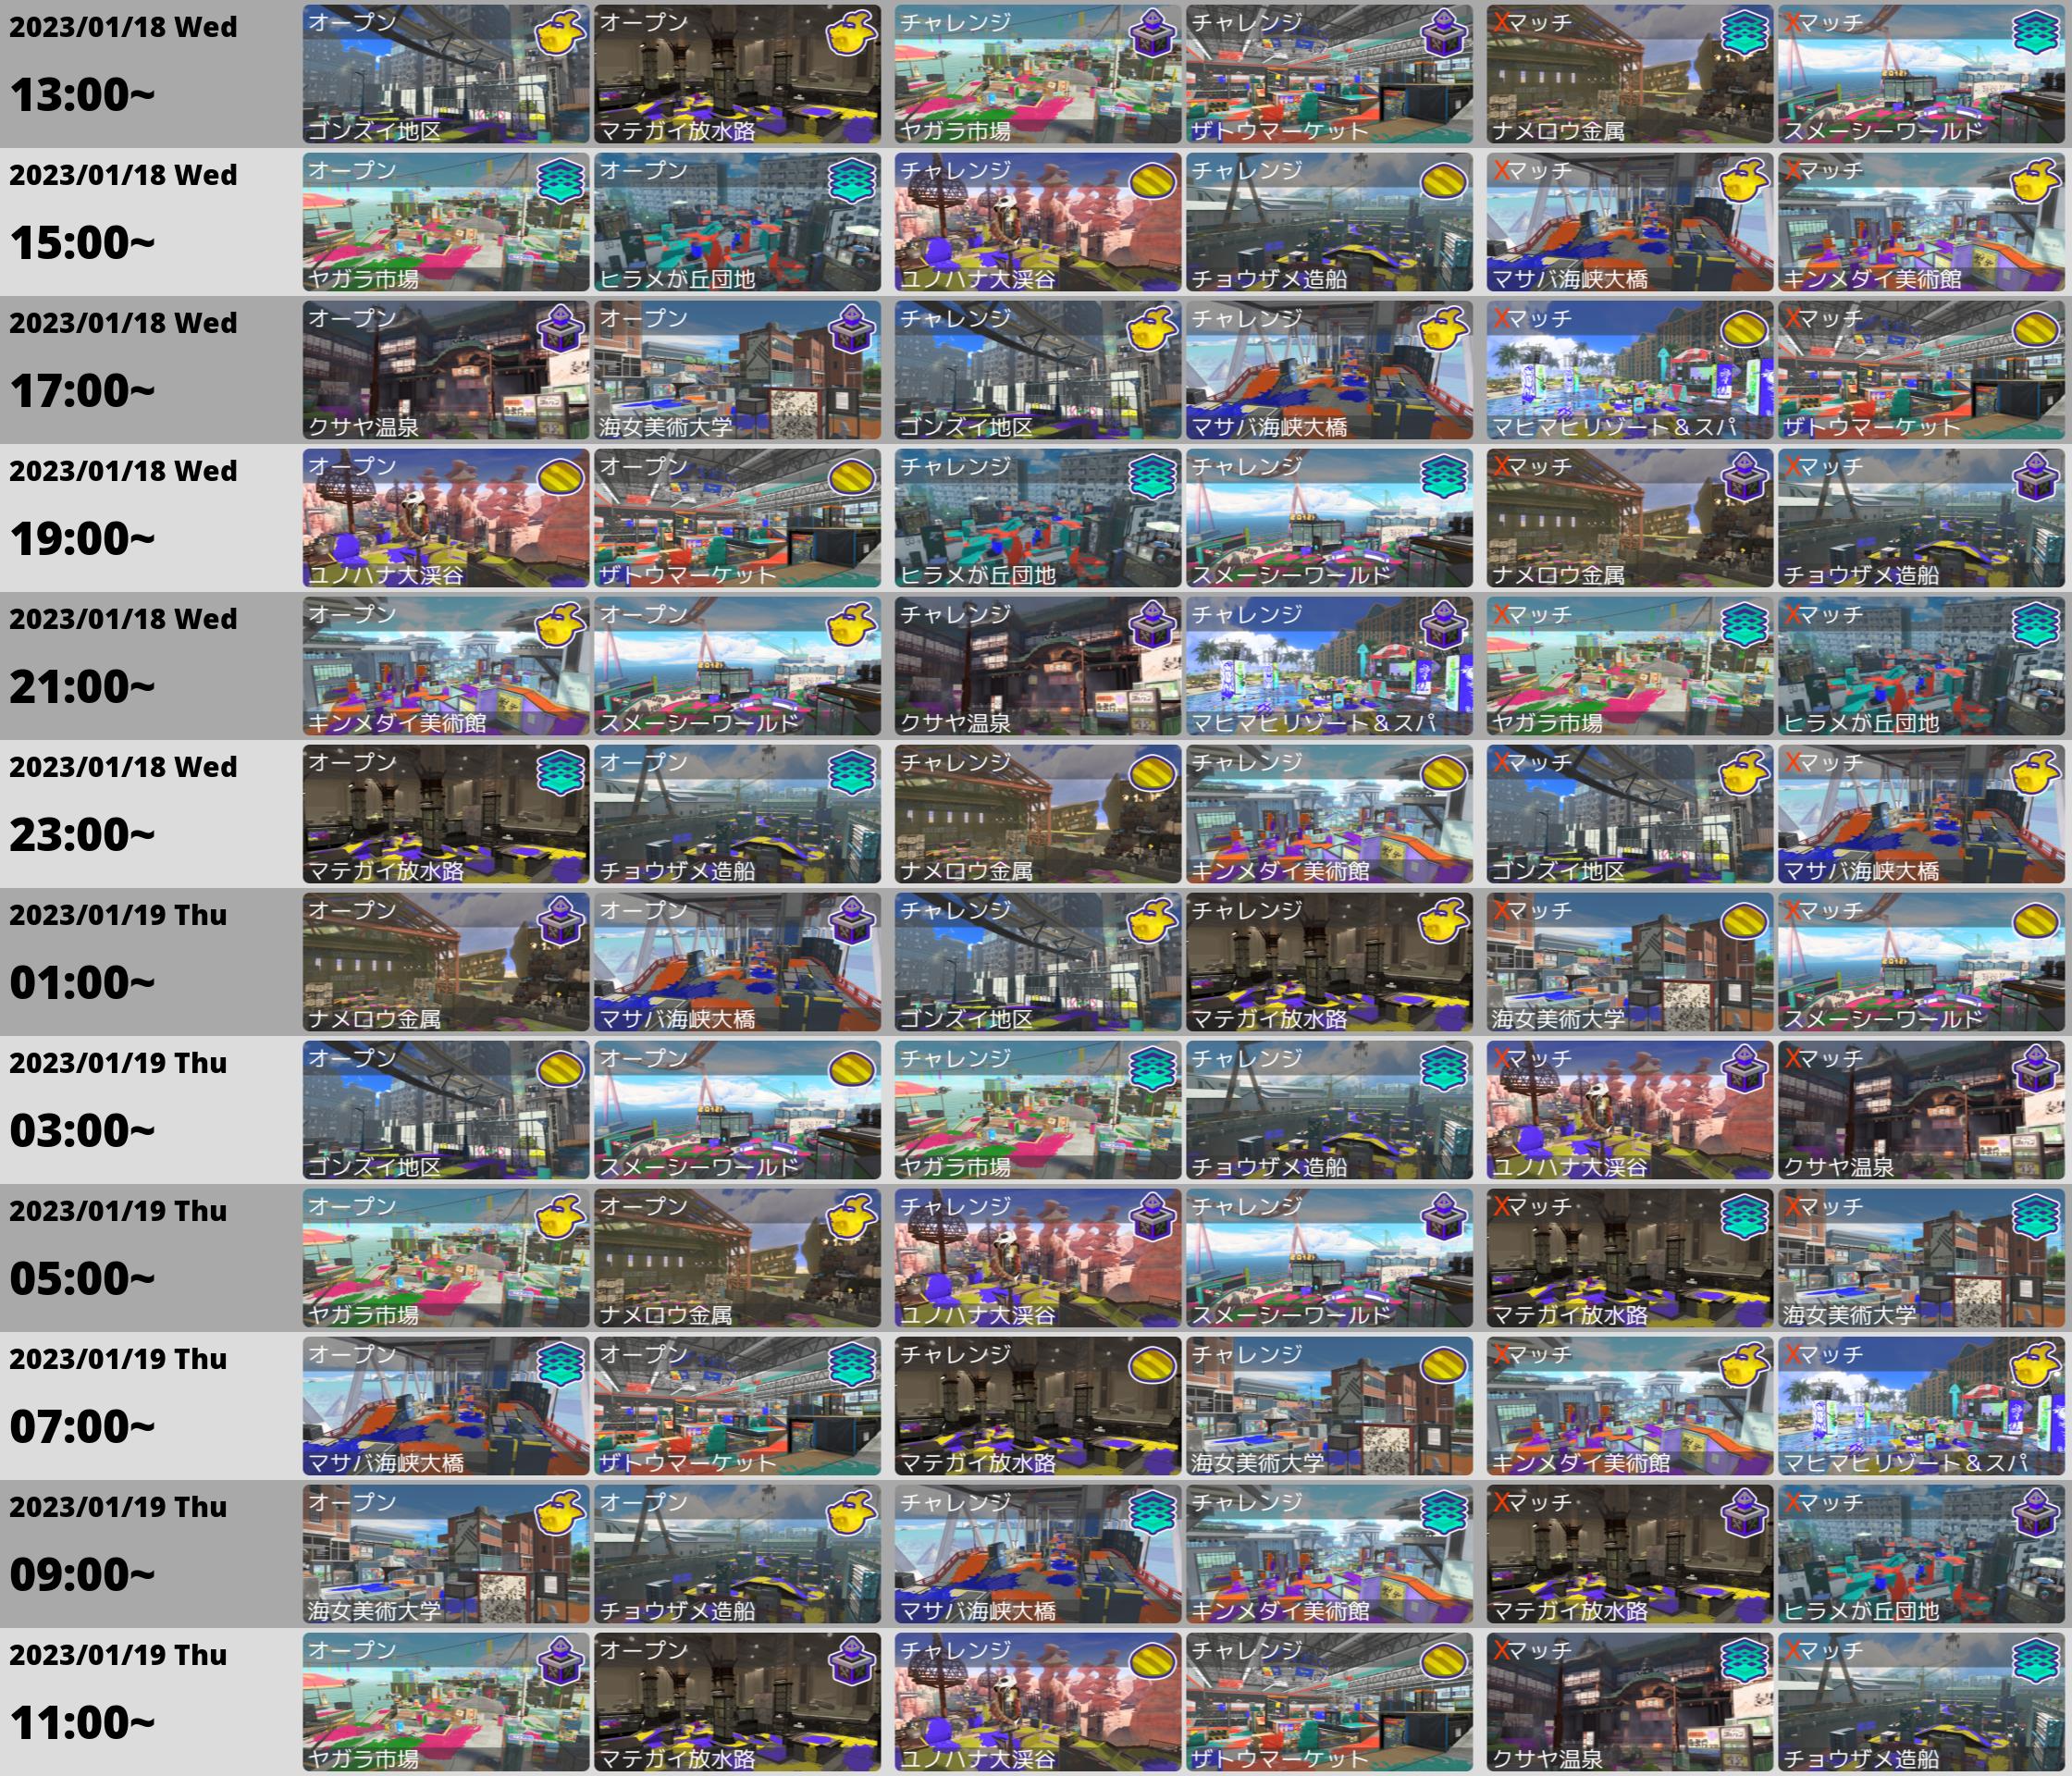 2023/01/18 Wed
13:00~
オープン オープン チャレンジ チャレンジ Xマッチ Xマッチ
ゴンズイ地区 マテガイ放水路 ヤガラ市場 ザトウマーケット ナメロウ金属 スメーシーワールド
2023/01/18 Wed
15:00~
オープン オープン チャレンジ チャレンジ Xマッチ Xマッチ
ヤガラ市場 ヒラメが丘団地 ユノハナ大渓谷 チョウザメ造船 マサバ海峡大橋 キンメダイ美術館
2023/01/18 Wed
17:00~
オープン オープン チャレンジ チャレンジ Xマッチ Xマッチ
クサヤ温泉 海女美術大学 ゴンズイ地区 マサバ海峡大橋 マヒマヒリゾート&スパ ザトウマーケット
2023/01/18 Wed
19:00~
オープン オープン チャレンジ チャレンジ Xマッチ Xマッチ
ユノハナ大渓谷 ザトウマーケット ヒラメが丘団地 スメーシーワールド ナメロウ金属 チョウザメ造船
2023/01/18 Wed
21:00~
オープン オープン チャレンジ チャレンジ Xマッチ Xマッチ
キンメダイ美術館 スメーシーワールド クサヤ温泉 マヒマヒリゾート&スパ ヤガラ市場 ヒラメが丘団地
2023/01/18 Wed
23:00~
オープン オープン チャレンジ チャレンジ Xマッチ Xマッチ
マテガイ放水路 チョウザメ造船 ナメロウ金属 キンメダイ美術館 ゴンズイ地区 マサバ海峡大橋
2023/01/19 Thu
01:00~
オープン オープン チャレンジ チャレンジ Xマッチ Xマッチ
ナメロウ金属 マサバ海峡大橋 ゴンズイ地区 マテガイ放水路 海女美術大学 スメーシーワールド
2023/01/19 Thu
03:00~
オープン オープン チャレンジ チャレンジ Xマッチ Xマッチ
ゴンズイ地区 スメーシーワールド ヤガラ市場 チョウザメ造船 ユノハナ大渓谷 クサヤ温泉
2023/01/19 Thu
05:00~
オープン オープン チャレンジ チャレンジ Xマッチ Xマッチ
ヤガラ市場 ナメロウ金属 ユノハナ大渓谷 スメーシーワールド マテガイ放水路 海女美術大学
2023/01/19 Thu
07:00~
オープン オープン チャレンジ チャレンジ Xマッチ Xマッチ
マサバ海峡大橋 ザトウマーケット マテガイ放水路 海女美術大学 キンメダイ美術館 マヒマヒリゾート&スパ
2023/01/19 Thu
09:00~
オープン オープン チャレンジ チャレンジ Xマッチ Xマッチ
海女美術大学 チョウザメ造船 マサバ海峡大橋 キンメダイ美術館 マテガイ放水路 ヒラメが丘団地
2023/01/19 Thu
11:00~
オープン オープン チャレンジ チャレンジ Xマッチ Xマッチ
ヤガラ市場 マテガイ放水路 ユノハナ大渓谷 ザトウマーケット クサヤ温泉 チョウザメ造船